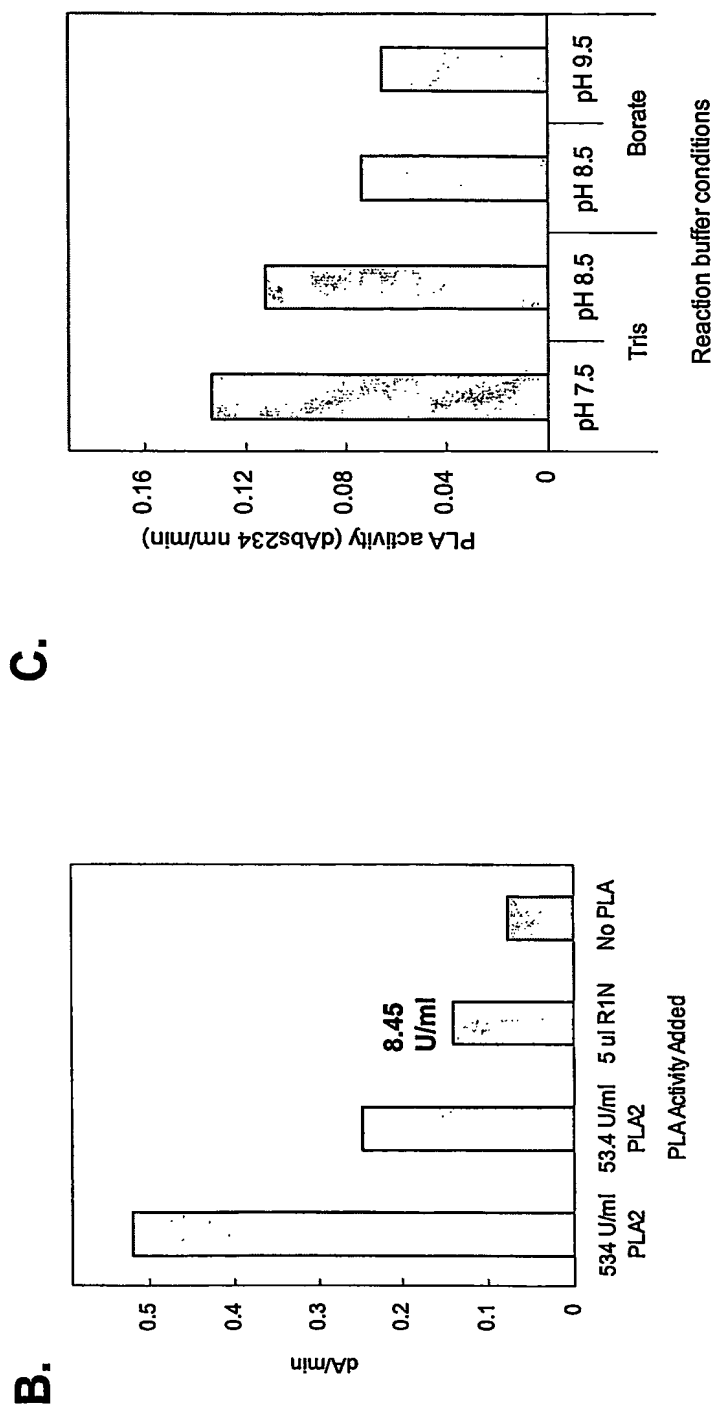 B.
dA/min
0.5
0.4
0.3
0.2
0.1
0
8.45
U/ml
534 U/ml
PLA2
53.4 U/ml
PLA2
5 ul R1N
No PLA
PLA Activity Added
C.
PLA activity (dAbs234 nm/min)
0.16
0.12
0.08
0.04
0
pH 7.5
pH 8.5
pH 8.5
pH 9.5
Tris
Borate
Reaction buffer conditions